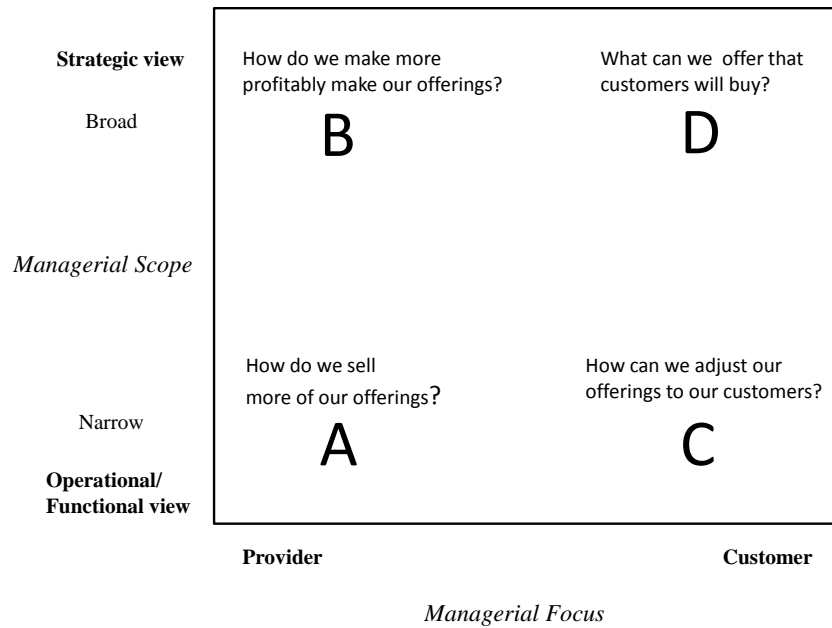 Strategic view
Broad
Managerial Scope
Narrow
Operational/
Functional view
How do we make more
profitably make our offerings?
B
What can we offer that
customers will buy?
D
How do we sell
more of our offerings?
A
How can we adjust our
offerings to our customers?
C
Provider
Customer
Managerial Focus